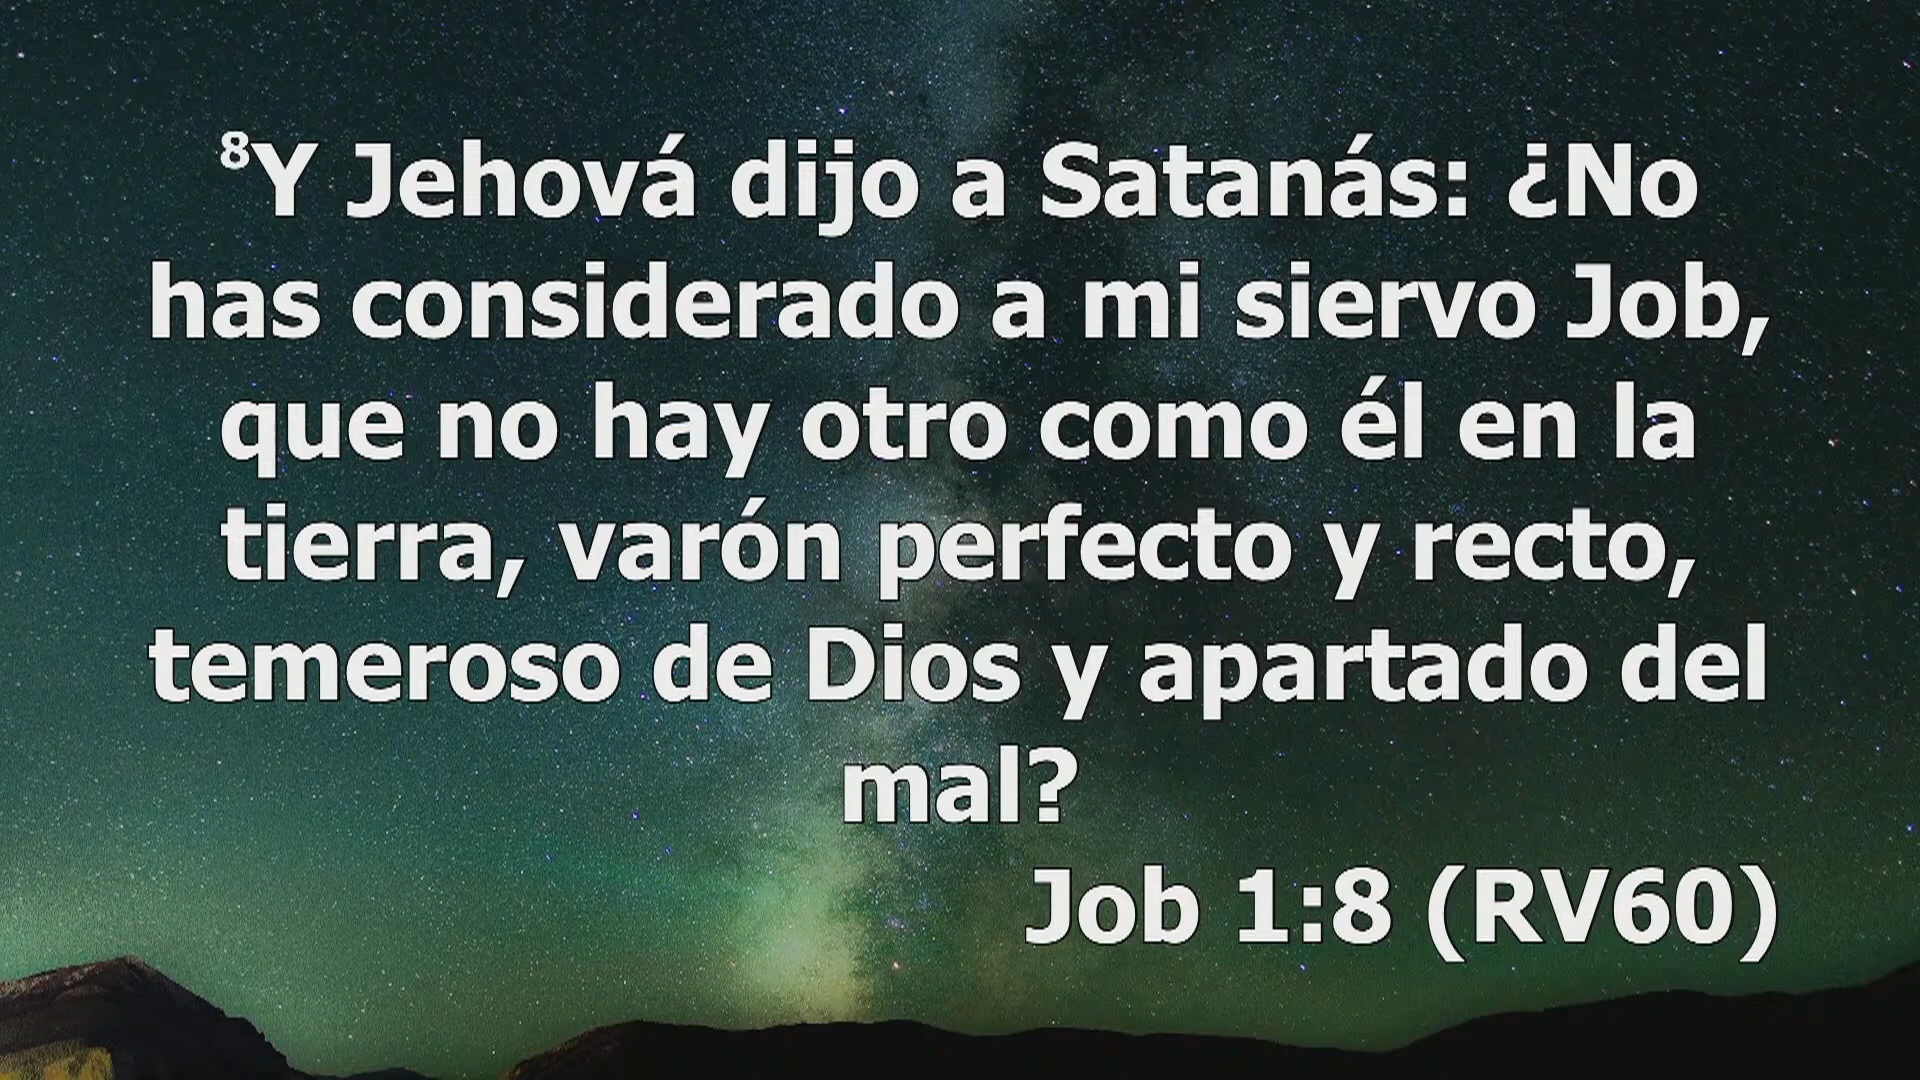 ⁸Y Jehová dijo a Satanás: ¿No
has considerado a mi siervo Job,
que no hay otro como él en la
tierra, varón perfecto y recto,
temeroso de Dios y apartado del
mal?
Job 1:8 (RV60)